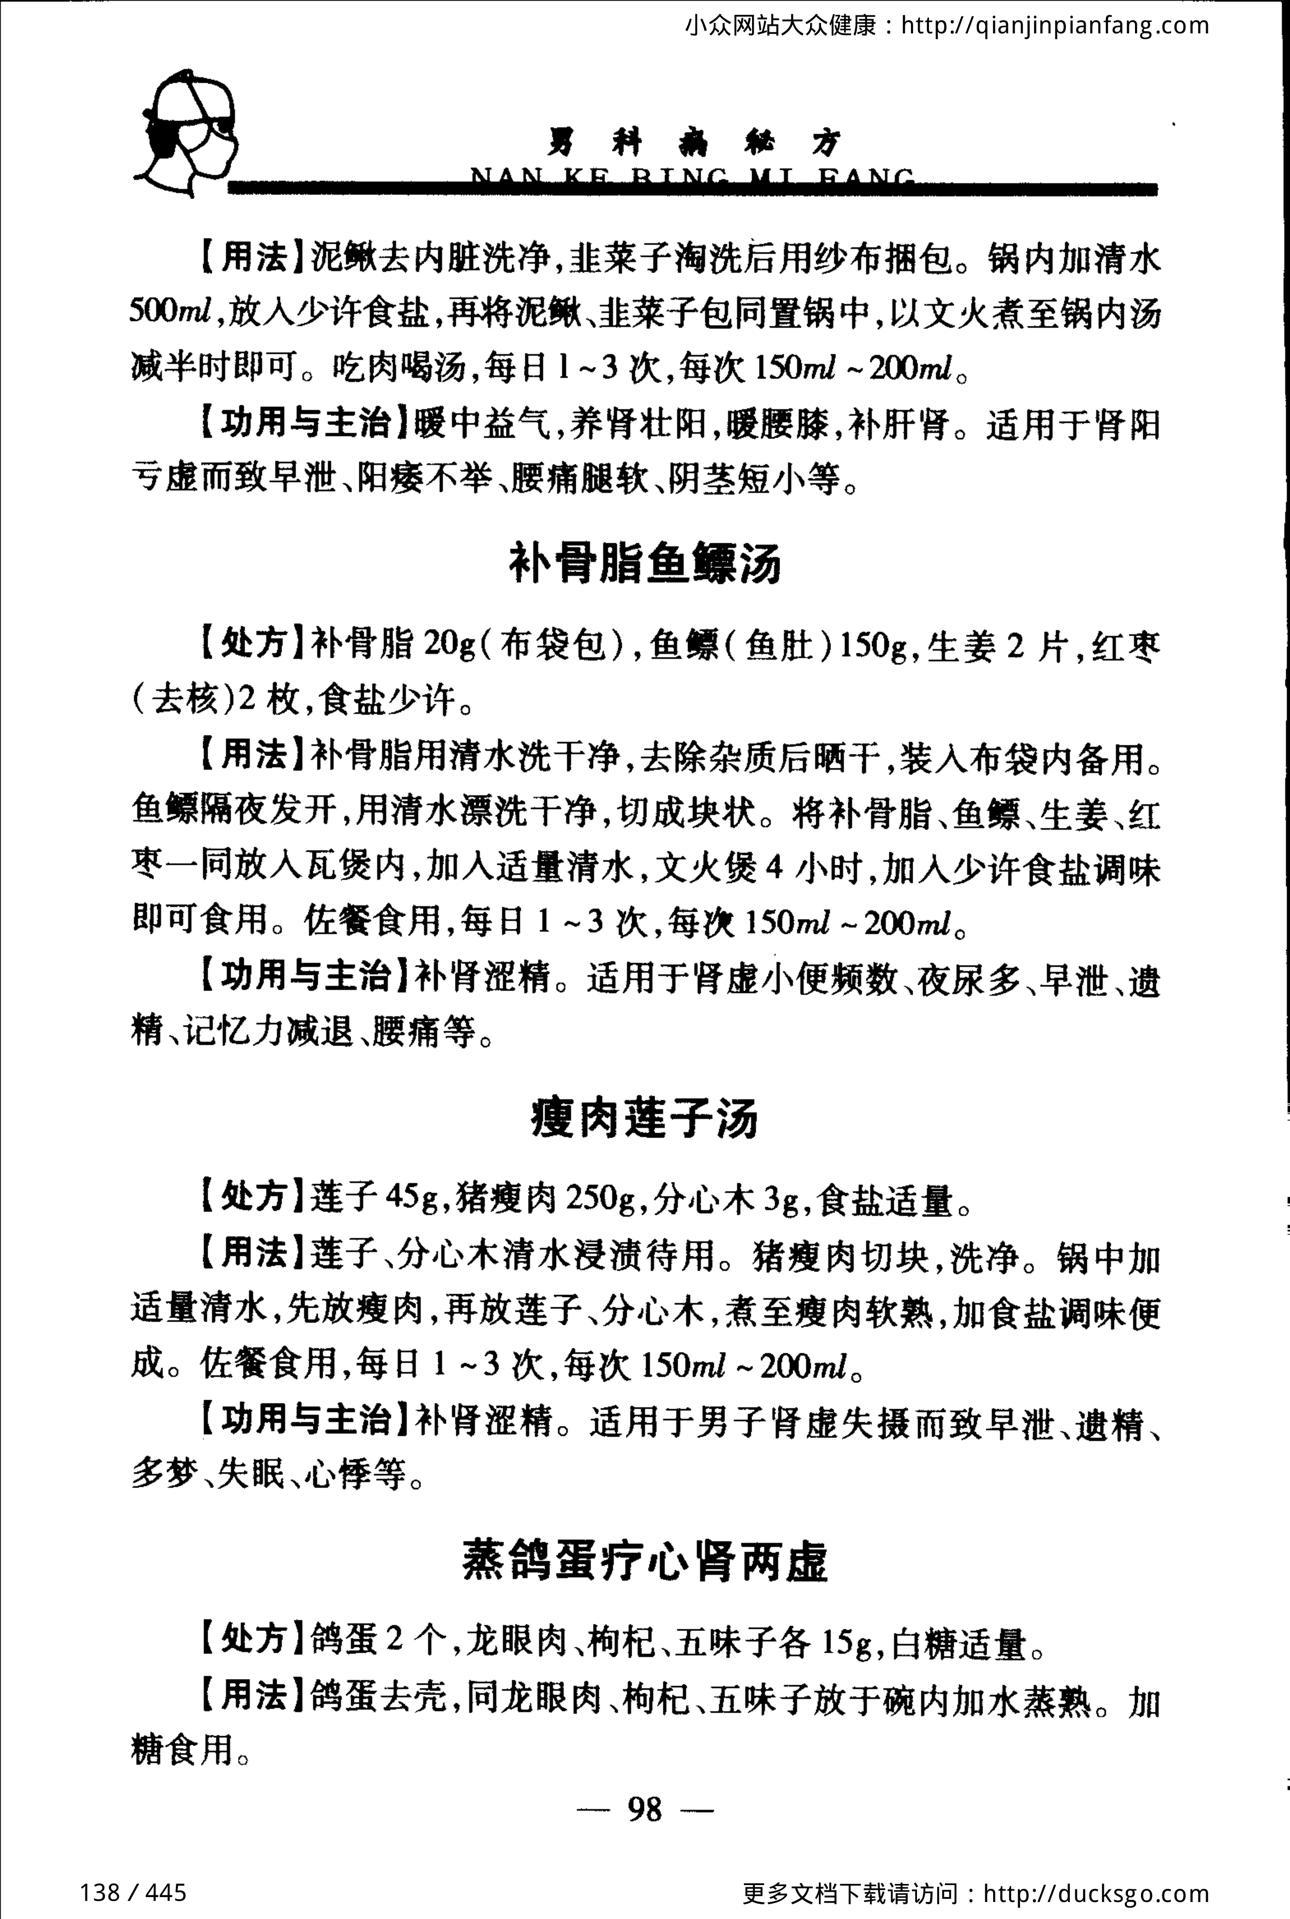 小众网站大众健康：http://qianjinpianfang.com
男科病秘方
NAN KE BING MI FANG
【用法】泥鳅去内脏洗净,韭菜子淘洗后用纱布捆包。锅内加清水
500ml,放入少许食盐,再将泥鳅、韭菜子包同置锅中,以文火煮至锅内汤
减半时即可。吃肉喝汤,每日1~3次,每次150ml~200ml。
【功用与主治】暖中益气,养肾壮阳,暖腰膝,补肝肾。适用于肾阳
亏虚而致早泄、阳痿不举、腰痛腿软、阴茎短小等。
补骨脂鱼鳔汤
【处方】补骨脂20g(布袋包),鱼鳔(鱼肚)150g,生姜2片,红枣
(去核)2枚,食盐少许。
【用法】补骨脂用清水洗干净,去除杂质后晒干,装入布袋内备用。
鱼鳔隔夜发开,用清水漂洗干净,切成块状。将补骨脂、鱼鳔、生姜、红
枣一同放入瓦煲内,加入适量清水,文火煲4小时,加入少许食盐调味
即可食用。佐餐食用,每日1~3次,每次150ml~200ml。
【功用与主治】补肾涩精。适用于肾虚小便频数、夜尿多、早泄、遗
精、记忆力减退、腰痛等。
瘦肉莲子汤
【处方】莲子45g,猪瘦肉250g,分心木3g,食盐适量。
【用法】莲子、分心木清水浸渍待用。猪瘦肉切块,洗净。锅中加
适量清水,先放瘦肉,再放莲子、分心木,煮至瘦肉软熟,加食盐调味便
成。佐餐食用,每日1~3次,每次150ml~200ml。
【功用与主治】补肾涩精。适用于男子肾虚失摄而致早泄、遗精、
多梦、失眠、心悸等。
蒸鸽蛋疗心肾两虚
【处方】鸽蛋2个,龙眼肉、枸杞、五味子各15g,白糖适量。
【用法】鸽蛋去壳,同龙眼肉、枸杞、五味子放于碗内加水蒸熟。加
糖食用。
— 98 —
138 / 445
更多文档下载请访问：http://ducksgo.com